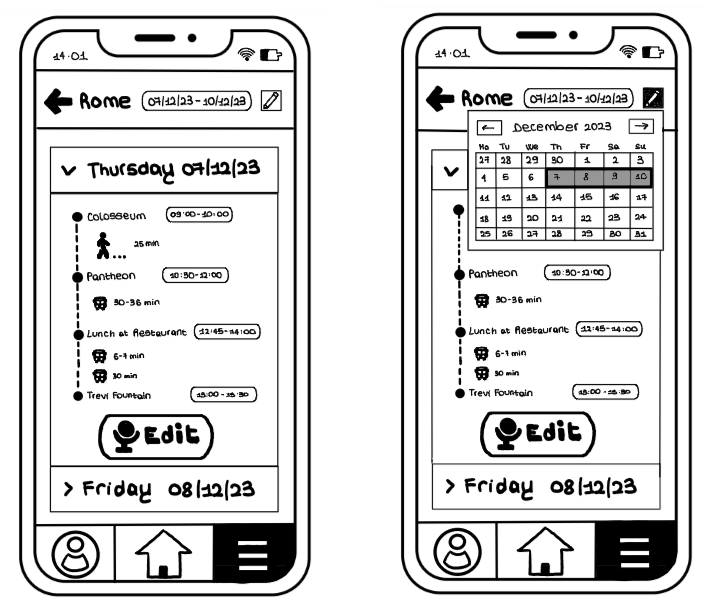 14:01
Rome 07/12/23-10/12/23
Thursday 07/12/23
Colosseum 09:00-10:00
25 min
Pantheon 10:30-12:00
30-36 min
Lunch at Restaurant 12:45-14:00
6-7 min
30 min
Trevi Fountain 15:00-15:30
Edit
Friday 08/12/23
14:01
Rome 07/12/23-10/12/23
December 2023
Mo Tu We Th Fr Sa Su
27 28 29 30 1 2 3
4 5 6 7 8 9 10
11 12 13 14 15 16 17
18 19 20 21 22 23 24
25 26 27 28 29 30 31
Pantheon 10:30-12:00
30-36 min
Lunch at Restaurant 12:45-14:00
6-7 min
30 min
Trevi Fountain 15:00-15:30
Edit
Friday 08/12/23